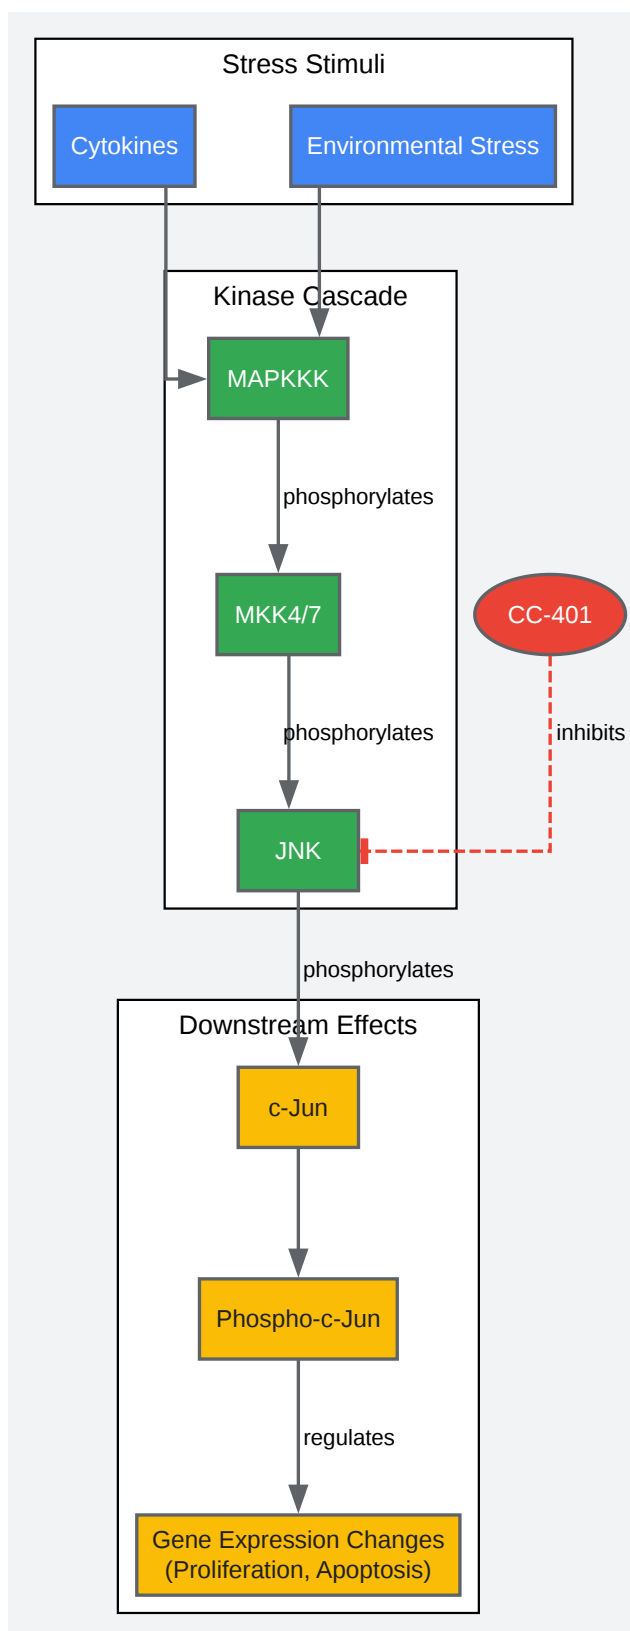 Stress Stimuli
Cytokines
Environmental Stress
Kinase Cascade
MAPKKK
phosphorylates
MKK4/7
CC-401
phosphorylates
inhibits
JNK
phosphorylates
Downstream Effects
c-Jun
Phospho-c-Jun
regulates
Gene Expression Changes
(Proliferation, Apoptosis)